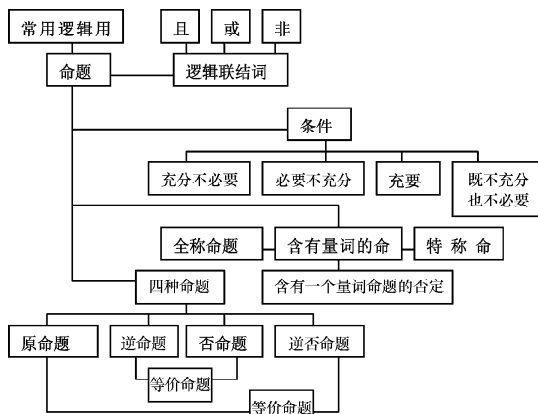 常用逻辑用
且
或
非
命题
逻辑联结词
条件
充分不必要
必要不充分
充要
既不充分
也不必要
全称命题
含有量词的命
特称命
四种命题
含有一个量词命题的否定
原命题
逆命题
否命题
逆否命题
等价命题
等价命题